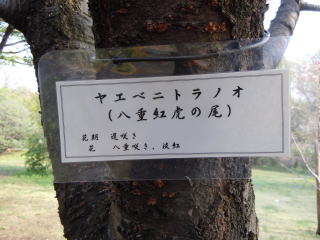 ヤエベニトラノオ
(八重紅虎の尾)
花期 遅咲き
花 八重咲き、淡紅